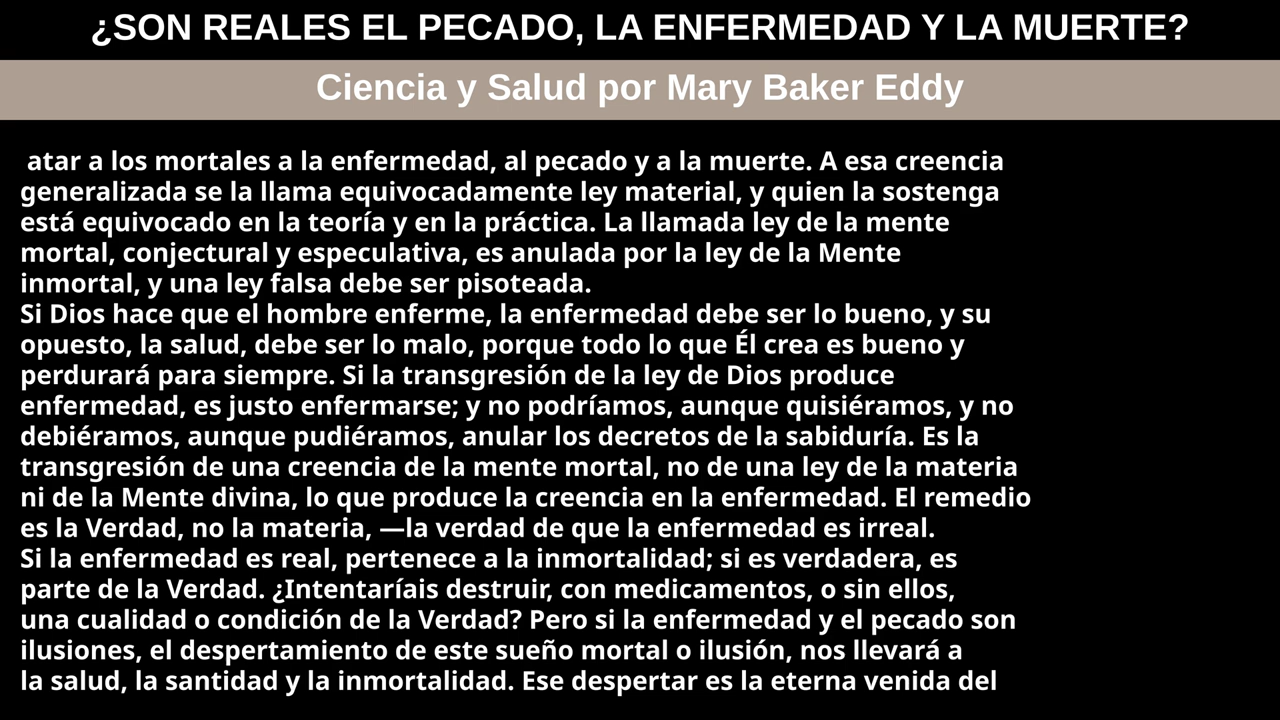 ¿SON REALES EL PECADO, LA ENFERMEDAD Y LA MUERTE?
Ciencia y Salud por Mary Baker Eddy
atar a los mortales a la enfermedad, al pecado y a la muerte. A esa creencia
generalizada se la llama equivocadamente ley material, y quien la sostenga
está equivocado en la teoría y en la práctica. La llamada ley de la mente
mortal, conjectural y especulativa, es anulada por la ley de la Mente
inmortal, y una ley falsa debe ser pisoteada.
Si Dios hace que el hombre enferme, la enfermedad debe ser lo bueno, y su
opuesto, la salud, debe ser lo malo, porque todo lo que Él crea es bueno y
perdurará para siempre. Si la transgresión de la ley de Dios produce
enfermedad, es justo enfermarse; y no podríamos, aunque quisiéramos, y no
debiéramos, aunque pudiéramos, anular los decretos de la sabiduría. Es la
transgresión de una creencia de la mente mortal, no de una ley de la materia
ni de la Mente divina, lo que produce la creencia en la enfermedad. El remedio
es la Verdad, no la materia, —la verdad de que la enfermedad es irreal.
Si la enfermedad es real, pertenece a la inmortalidad; si es verdadera, es
parte de la Verdad. ¿Intentaríais destruir, con medicamentos, o sin ellos,
una cualidad o condición de la Verdad? Pero si la enfermedad y el pecado son
ilusiones, el despertamiento de este sueño mortal o ilusión, nos llevará a
la salud, la santidad y la inmortalidad. Ese despertar es la eterna venida del